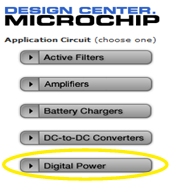 DESIGN CENTER.
MICROCHIP
Application Circuit (choose one)
Active Filters
Amplifiers
Battery Chargers
DC-to-DC Converters
Digital Power